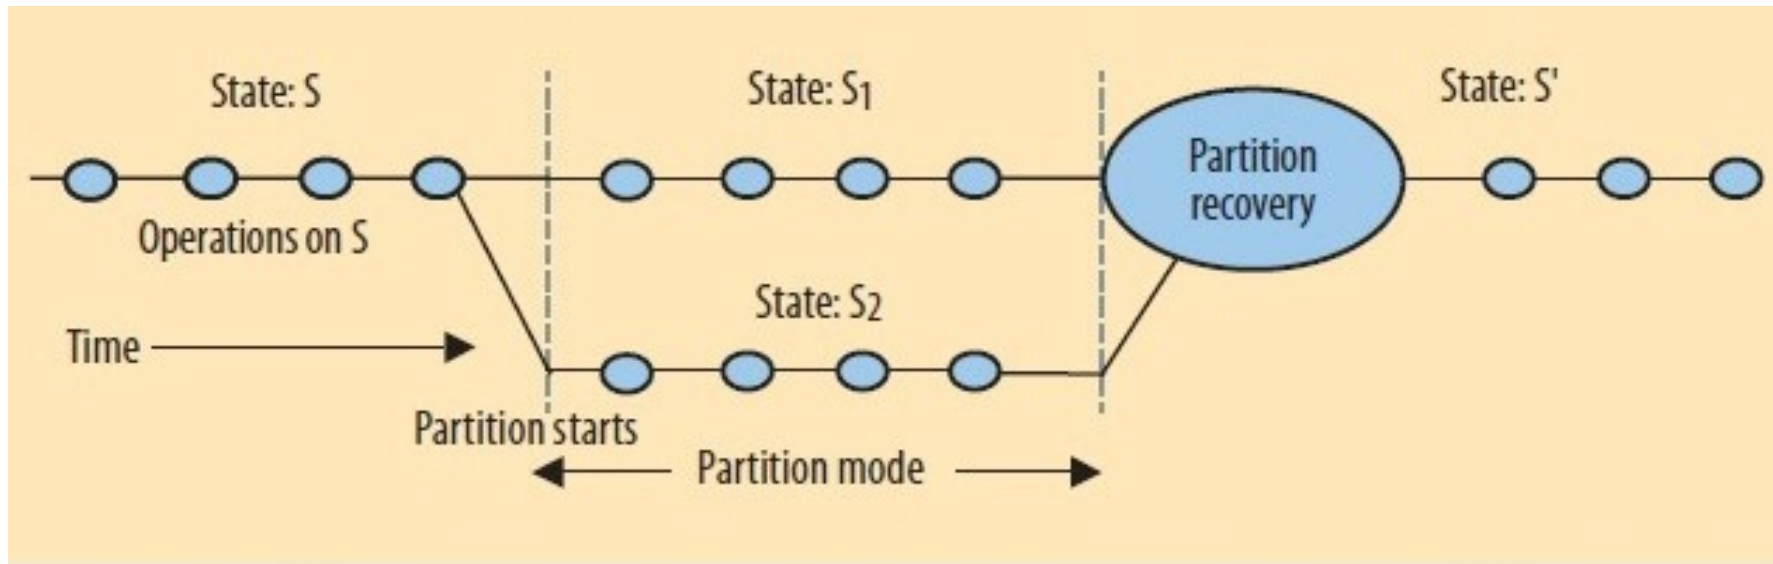 State: S
State: S1
State: S'
Partition
recovery
Operations on S
State: S2
Time
Partition starts
Partition mode